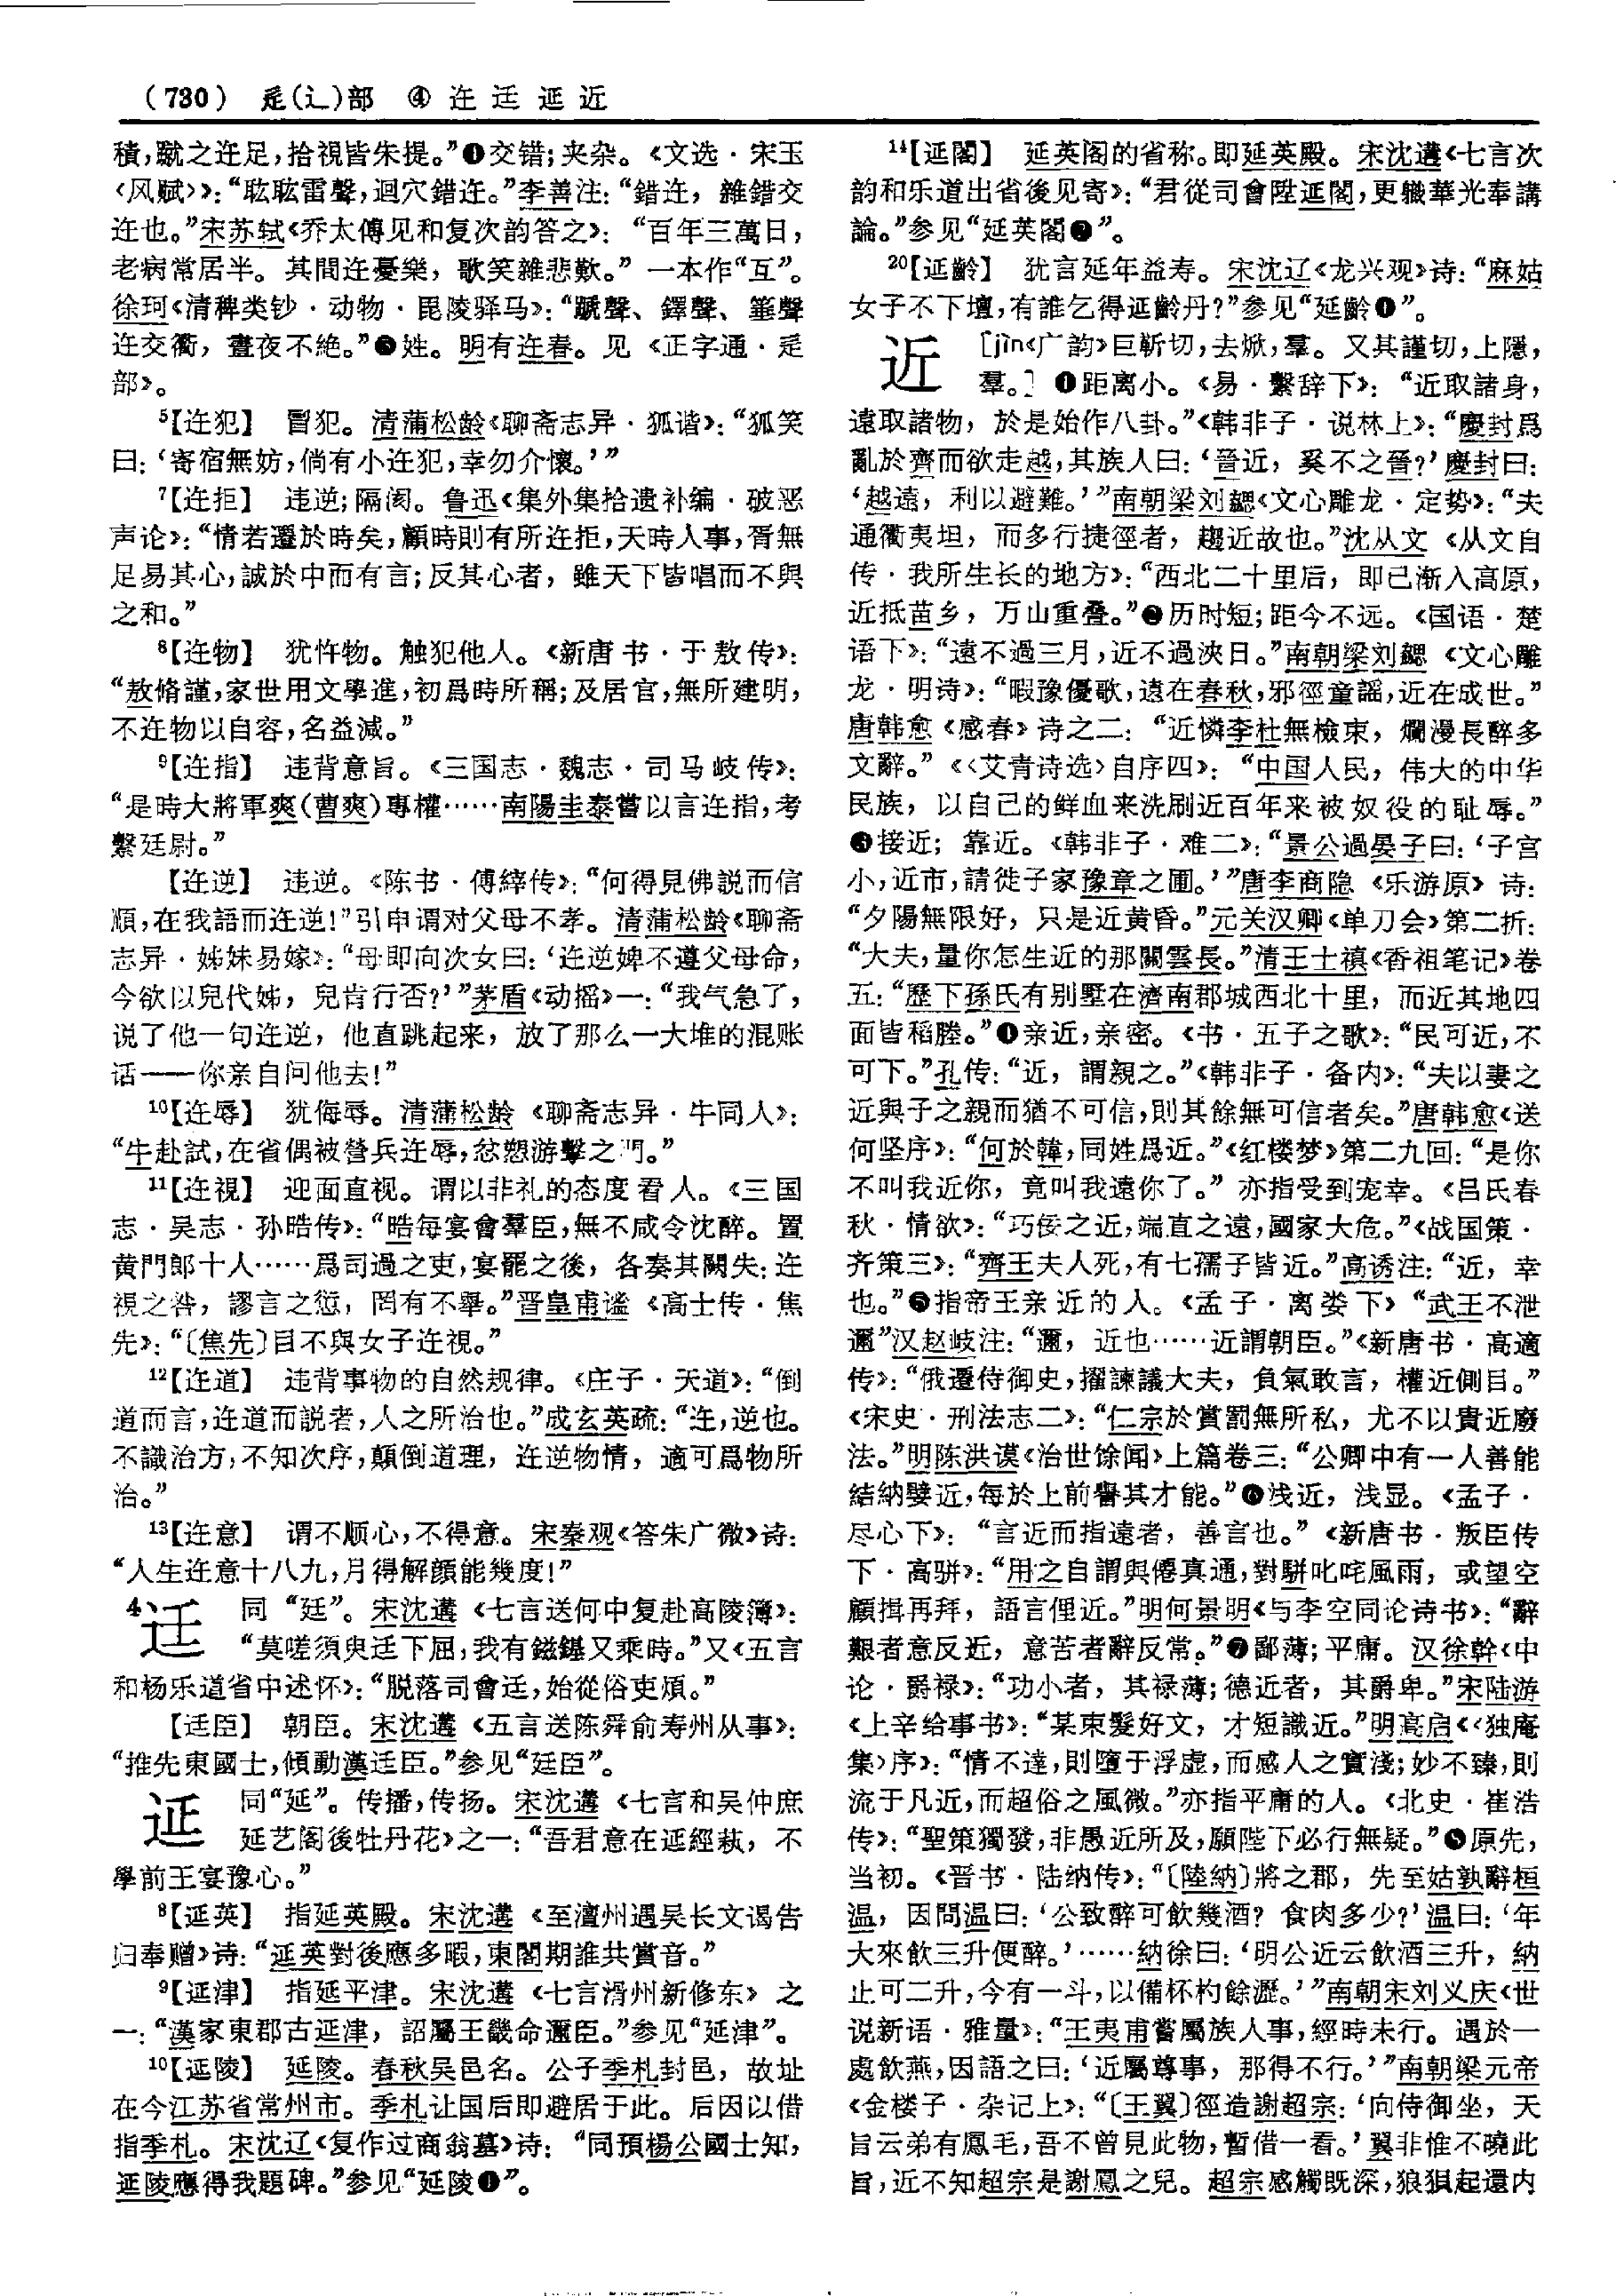 （730） 辵(辶)部 ④ 迕 迋 𨒂 近
積，蹴之迕足，拾視皆朱提。”❹交错；夹杂。《文选·宋玉
〈风赋〉》：“耾耾雷聲，迴穴錯迕。”李善注：“錯迕，雜錯交
迕也。”宋苏轼《乔太傅见和复次韵答之》：“百年三萬日，
老病常居半。其間迕憂樂，歌笑雜悲歎。”一本作“互”。
徐珂《清稗类钞·动物·毘陵驿马》：“蹏聲、鐸聲、箠聲
迕交衢，晝夜不絶。”❺姓。明有迕春。见《正字通·辵
部》。
5【迕犯】 冒犯。清蒲松龄《聊斋志异·狐谐》：“狐笑
曰：‘寄宿無妨，倘有小迕犯，幸勿介懷。’”
7【迕拒】 违逆；隔阂。鲁迅《集外集拾遗补编·破恶
声论》：“情若遷於時矣，顧時則有所迕拒，天時人事，胥無
足易其心，誠於中而有言；反其心者，雖天下皆唱而不與
之和。”
8【迕物】 犹忤物。触犯他人。《新唐书·于敖传》：
“敖脩謹，家世用文學進，初爲時所稱；及居官，無所建明，
不迕物以自容，名益減。”
9【迕指】 违背意旨。《三国志·魏志·司马岐传》：
“是時大將軍爽(曹爽)專權……南陽圭泰嘗以言迕指，考
繫廷尉。”
【迕逆】 违逆。《陈书·傅縡传》：“何得見佛説而信
順，在我語而迕逆！”引申谓对父母不孝。清蒲松龄《聊斋
志异·姊妹易嫁》：“母即向次女曰：‘迕逆婢不遵父母命，
今欲以兒代姊，兒肯行否？’”茅盾《动摇》一：“我气急了，
说了他一句迕逆，他直跳起来，放了那么一大堆的混账
话——你亲自问他去！”
10【迕辱】 犹侮辱。清蒲松龄《聊斋志异·牛同人》：
“牛赴試，在省偶被營兵迕辱，忿愬游擊之門。”
11【迕視】 迎面直视。谓以非礼的态度看人。《三国
志·吴志·孙晧传》：“晧每宴會羣臣，無不咸令沈醉。置
黄門郎十人……爲司過之吏，宴罷之後，各奏其闕失：迕
視之咎，謬言之愆，罔有不舉。”晋皇甫谧《高士传·焦
先》：“〔焦先〕目不與女子迕視。”
12【迕道】 违背事物的自然规律。《庄子·天道》：“倒
道而言，迕道而説者，人之所治也。”成玄英疏：“迕，逆也。
不識治方，不知次序，顛倒道理，迕逆物情，適可爲物所
治。”
13【迕意】 谓不顺心，不得意。宋秦观《答朱广微》诗：
“人生迕意十八九，月得解顔能幾度！”
4迋 同“廷”。宋沈遘《七言送何中复赴高陵簿》：
“莫嗟須臾迋下屈，我有鎡錤又乘時。”又《五言
和杨乐道省中述怀》：“脱落司會迋，始從俗吏煩。”
【迋臣】 朝臣。宋沈遘《五言送陈舜俞寿州从事》：
“推先東國士，傾動漢迋臣。”参见“廷臣”。
𨒂 同“延”。传播，传扬。宋沈遘《七言和吴仲庶
延艺阁後牡丹花》之一：“吾君意在𨒂經萟，不
學前王宴豫心。”
8【𨒂英】 指延英殿。宋沈遘《至澶州遇吴长文谒告
归奉赠》诗：“𨒂英對後應多暇，東閣期誰共賞音。”
9【𨒂津】 指延平津。宋沈遘《七言滑州新修东》之
一：“漢家東郡古𨒂津，詔屬王畿命邇臣。”参见“延津”。
10【𨒂陵】 延陵。春秋吴邑名。公子季札封邑，故址
在今江苏省常州市。季札让国后即避居于此。后因以借
指季札。宋沈辽《复作过商翁墓》诗：“同預楊公國士知，
𨒂陵應得我題碑。”参见“延陵❶”。
14【𨒂閣】 延英阁的省称。即延英殿。宋沈遘《七言次
韵和乐道出省後见寄》：“君從司會陞𨒂閣，更職華光奉講
論。”参见“延英閣❷”。
20【𨒂齡】 犹言延年益寿。宋沈辽《龙兴观》诗：“麻姑
女子不下壇，有誰乞得𨒂齡丹？”参见“延齡❶”。
近 [jìn《广韵》巨靳切，去焮，羣。又其謹切，上隱，
羣。] ❶距离小。《易·繫辞下》：“近取諸身，
遠取諸物，於是始作八卦。”《韩非子·说林上》：“慶封爲
亂於齊而欲走越，其族人曰：‘晉近，奚不之晉？’慶封曰：
‘越遠，利以避難。’”南朝梁刘勰《文心雕龙·定势》：“夫
通衢夷坦，而多行捷徑者，趨近故也。”沈从文《从文自
传·我所生长的地方》：“西北二十里后，即已渐入高原，
近抵苗乡，万山重叠。”❷历时短；距今不远。《国语·楚
语下》：“遠不過三月，近不過浹日。”南朝梁刘勰《文心雕
龙·明诗》：“暇豫優歌，遠在春秋，邪徑童謡，近在成世。”
唐韩愈《感春》诗之二：“近憐李杜無檢束，爛漫長醉多
文辭。”《〈艾青诗选〉自序四》：“中国人民，伟大的中华
民族，以自己的鲜血来洗刷近百年来被奴役的耻辱。”
❸接近；靠近。《韩非子·难二》：“景公過晏子曰：‘子宫
小，近市，請徙子家豫章之圃。’”唐李商隐《乐游原》诗：
“夕陽無限好，只是近黄昏。”元关汉卿《单刀会》第二折：
“大夫，量你怎生近的那關雲長。”清王士禛《香祖笔记》卷
五：“歷下孫氏有别墅在濟南郡城西北十里，而近其地四
面皆稻塍。”❹亲近，亲密。《书·五子之歌》：“民可近，不
可下。”孔传：“近，謂親之。”《韩非子·备内》：“夫以妻之
近與子之親而猶不可信，則其餘無可信者矣。”唐韩愈《送
何坚序》：“何於韓，同姓爲近。”《红楼梦》第二九回：“是你
不叫我近你，竟叫我遠你了。”亦指受到宠幸。《吕氏春
秋·情欲》：“巧佞之近，端直之遠，國家大危。”《战国策·
齐策三》：“齊王夫人死，有七孺子皆近。”高诱注：“近，幸
也。”❺指帝王亲近的人。《孟子·离娄下》“武王不泄
邇”汉赵岐注：“邇，近也……近謂朝臣。”《新唐书·高適
传》：“俄遷侍御史，擢諫議大夫，負氣敢言，權近側目。”
《宋史·刑法志二》：“仁宗於賞罰無所私，尤不以貴近廢
法。”明陈洪谟《治世馀闻》上篇卷三：“公卿中有一人善能
結納嬖近，每於上前譽其才能。”❻浅近，浅显。《孟子·
尽心下》：“言近而指遠者，善言也。”《新唐书·叛臣传
下·高骈》：“用之自謂與僊真通，對駢叱咤風雨，或望空
顧揖再拜，語言俚近。”明何景明《与李空同论诗书》：“辭
艱者意反近，意苦者辭反常。”❼鄙薄；平庸。汉徐幹《中
论·爵禄》：“功小者，其禄薄；德近者，其爵卑。”宋陆游
《上辛给事书》：“某束髮好文，才短識近。”明高启《〈独庵
集〉序》：“情不達，則墮于浮虚，而感人之實淺；妙不臻，則
流于凡近，而超俗之風微。”亦指平庸的人。《北史·崔浩
传》：“聖策獨發，非愚近所及，願陛下必行無疑。”❽原先，
当初。《晋书·陆纳传》：“〔陸納〕將之郡，先至姑孰辭桓
温，因問温曰：‘公致醉可飲幾酒？食肉多少？’温曰：‘年
大來飲三升便醉。’……納徐曰：‘明公近云飲酒三升，納
止可二升，今有一斗，以備杯杓餘瀝。’”南朝宋刘义庆《世
说新语·雅量》：“王夷甫嘗屬族人事，經時未行。遇於一
處飲燕，因語之曰：‘近屬尊事，那得不行。’”南朝梁元帝
《金楼子·杂记上》：“〔王翼〕徑造謝超宗：‘向侍御坐，天
旨云弟有鳳毛，吾不曾見此物，暫借一看。’翼非惟不曉此
旨，近不知超宗是謝鳳之兒。超宗感觸既深，狼狽起還内